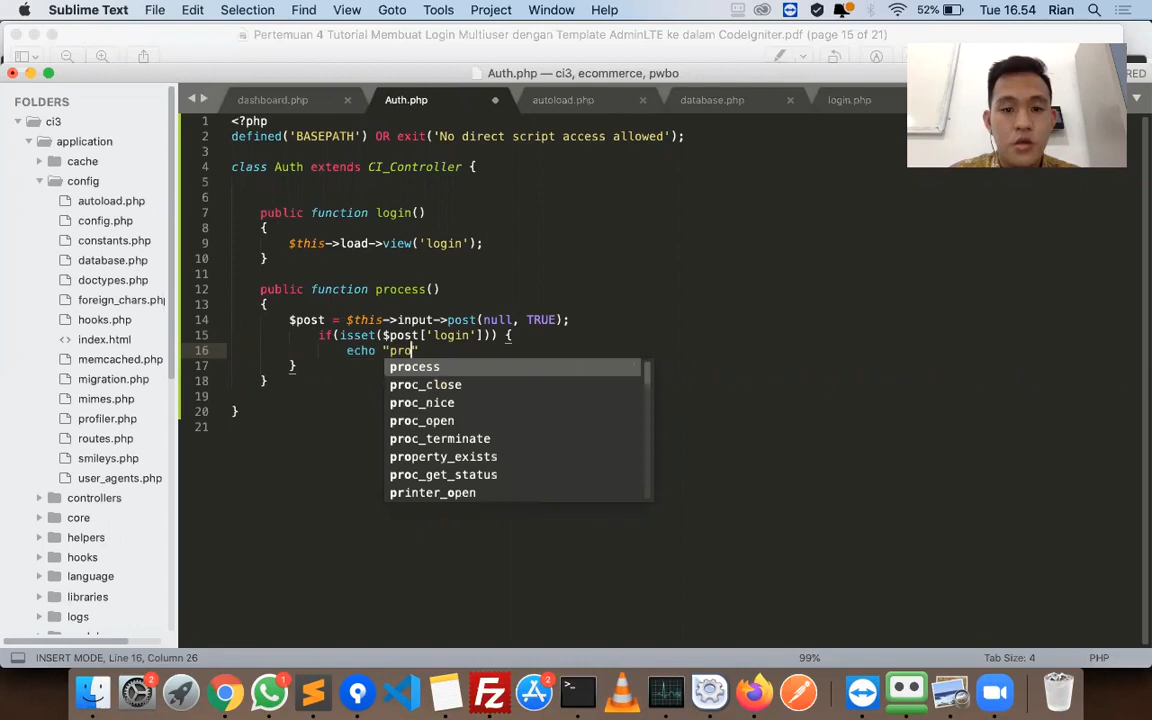 Sublime Text File Edit Selection Find View Goto Tools Project Window Help 52% Tue 16.54 Rian
Pertemuan 4 Tutorial Membuat Login Multiuser dengan Template AdminLTE ke dalam CodeIgniter.pdf (page 15 of 21)
Auth.php — ci3, ecommerce, pwbo
RED
FOLDERS
ci3
application
cache
config
autoload.php
config.php
constants.php
database.php
doctypes.php
foreign_chars.php
hooks.php
index.html
memcached.php
migration.php
mimes.php
profiler.php
routes.php
smileys.php
user_agents.php
controllers
core
helpers
hooks
language
libraries
logs
dashboard.php Auth.php autoload.php database.php login.php
1 <?php
2 defined('BASEPATH') OR exit('No direct script access allowed');
3
4 class Auth extends CI_Controller {
5
6
7 public function login()
8 {
9 $this->load->view('login');
10 }
11
12 public function process()
13 {
14 $post = $this->input->post(null, TRUE);
15 if(isset($post['login'])) {
16 echo "pro"
17 }
18 }
19
20 }
21
process
proc_close
proc_nice
proc_open
proc_terminate
property_exists
proc_get_status
printer_open
INSERT MODE, Line 16, Column 26 99% Tab Size: 4 PHP
2 1 2